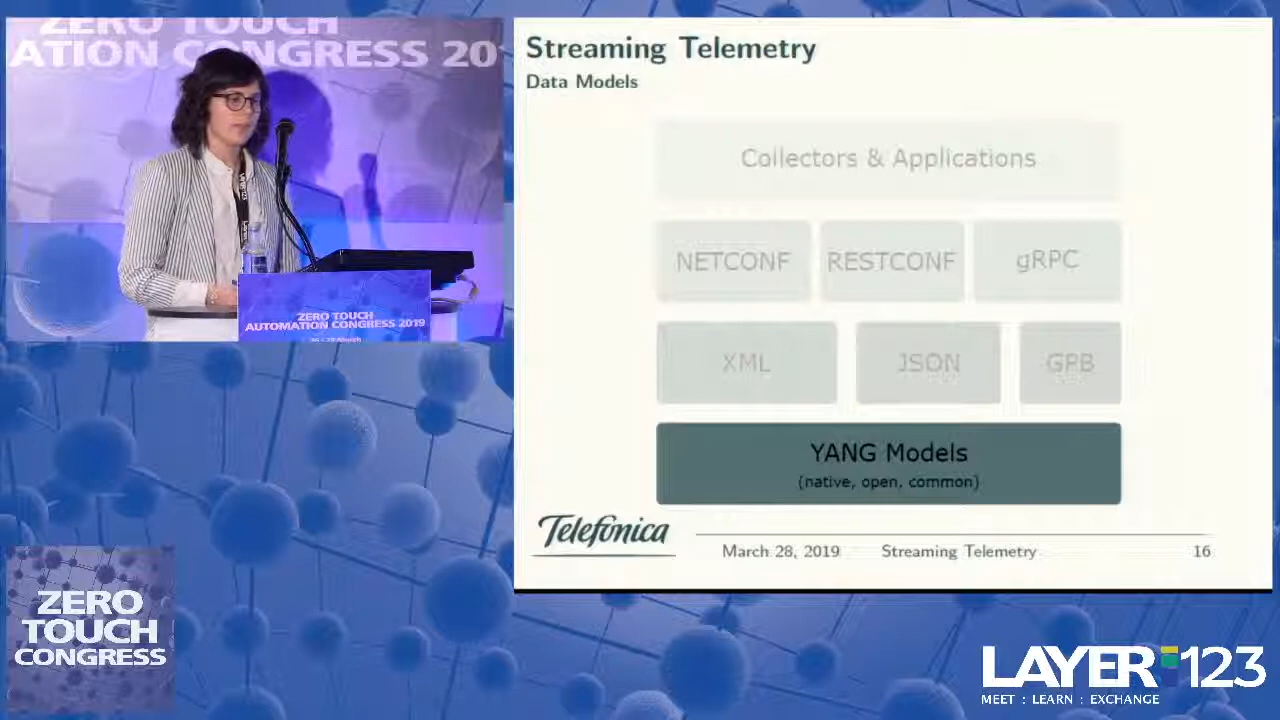 ZERO TOUCH
ATION CONGRESS 20
LAYER123
ZERO TOUCH
AUTOMATION CONGRESS 2019
Streaming Telemetry
Data Models
Collectors & Applications
NETCONF
RESTCONF
gRPC
XML
JSON
GPB
YANG Models
(native, open, common)
Telefónica
March 28, 2019
Streaming Telemetry
16
ZERO
TOUCH
CONGRESS
LAYER123
MEET : LEARN : EXCHANGE